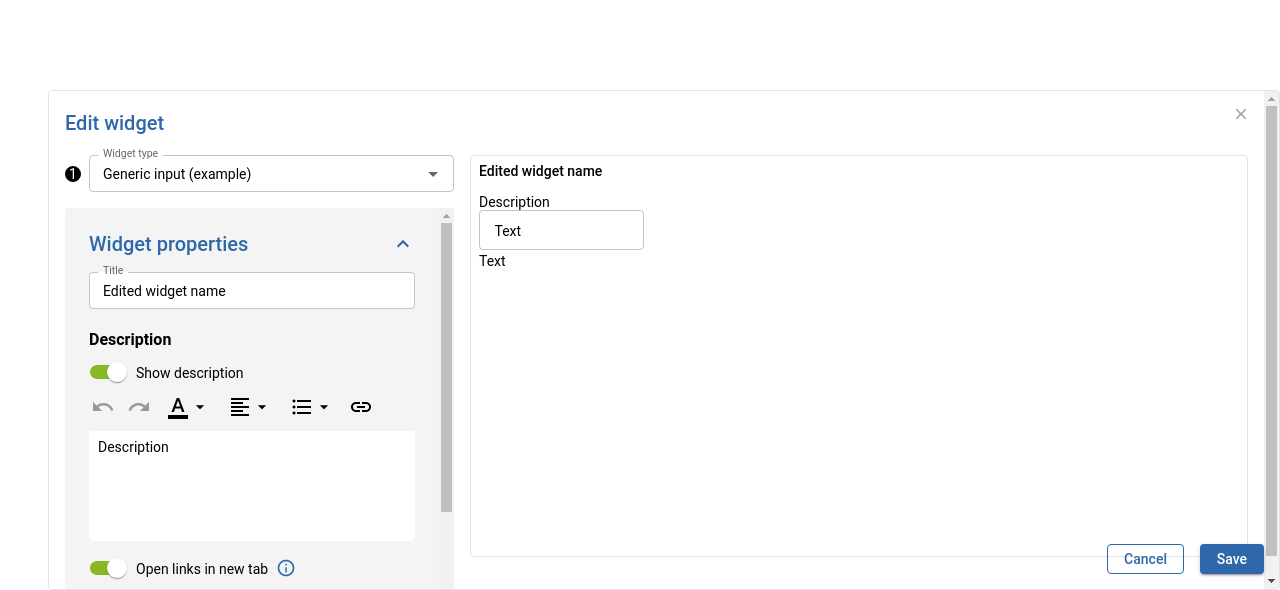 Edit widget
1
Widget type
Generic input (example)
Widget properties
Title
Edited widget name
Description
Show description
A
Description
Open links in new tab
Edited widget name
Description
Text
Text
Cancel
Save